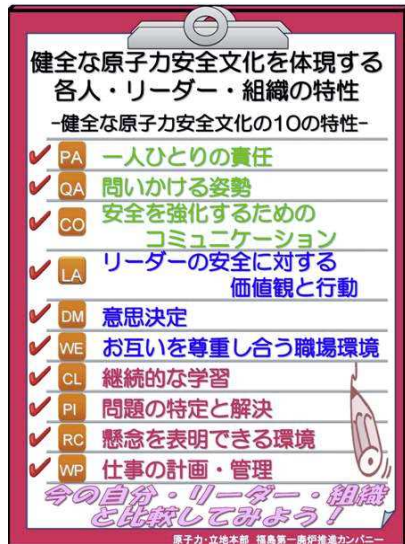 健全な原子力安全文化を体現する
各人・リーダー・組織の特性
-健全な原子力安全文化の10の特性-
PA 一人ひとりの責任
QA 問いかける姿勢
CO 安全を強化するための
コミュニケーション
LA リーダーの安全に対する
価値観と行動
DM 意思決定
WE お互いを尊重し合う職場環境
CL 継続的な学習
PI 問題の特定と解決
RC 懸念を表明できる環境
WP 仕事の計画・管理
今の自分・リーダー・組織
と比較してみよう！
原子力・立地本部 福島第一廃炉推進カンパニー